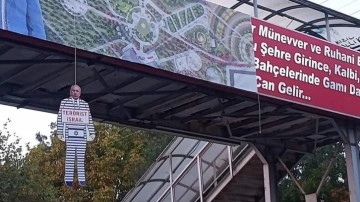 TERÖRİST
İSRAİL
Münevver ve Ruhani
Şehre Girince, Kalbi,
Bahçelerinde Gamı Da
Can Gelir...